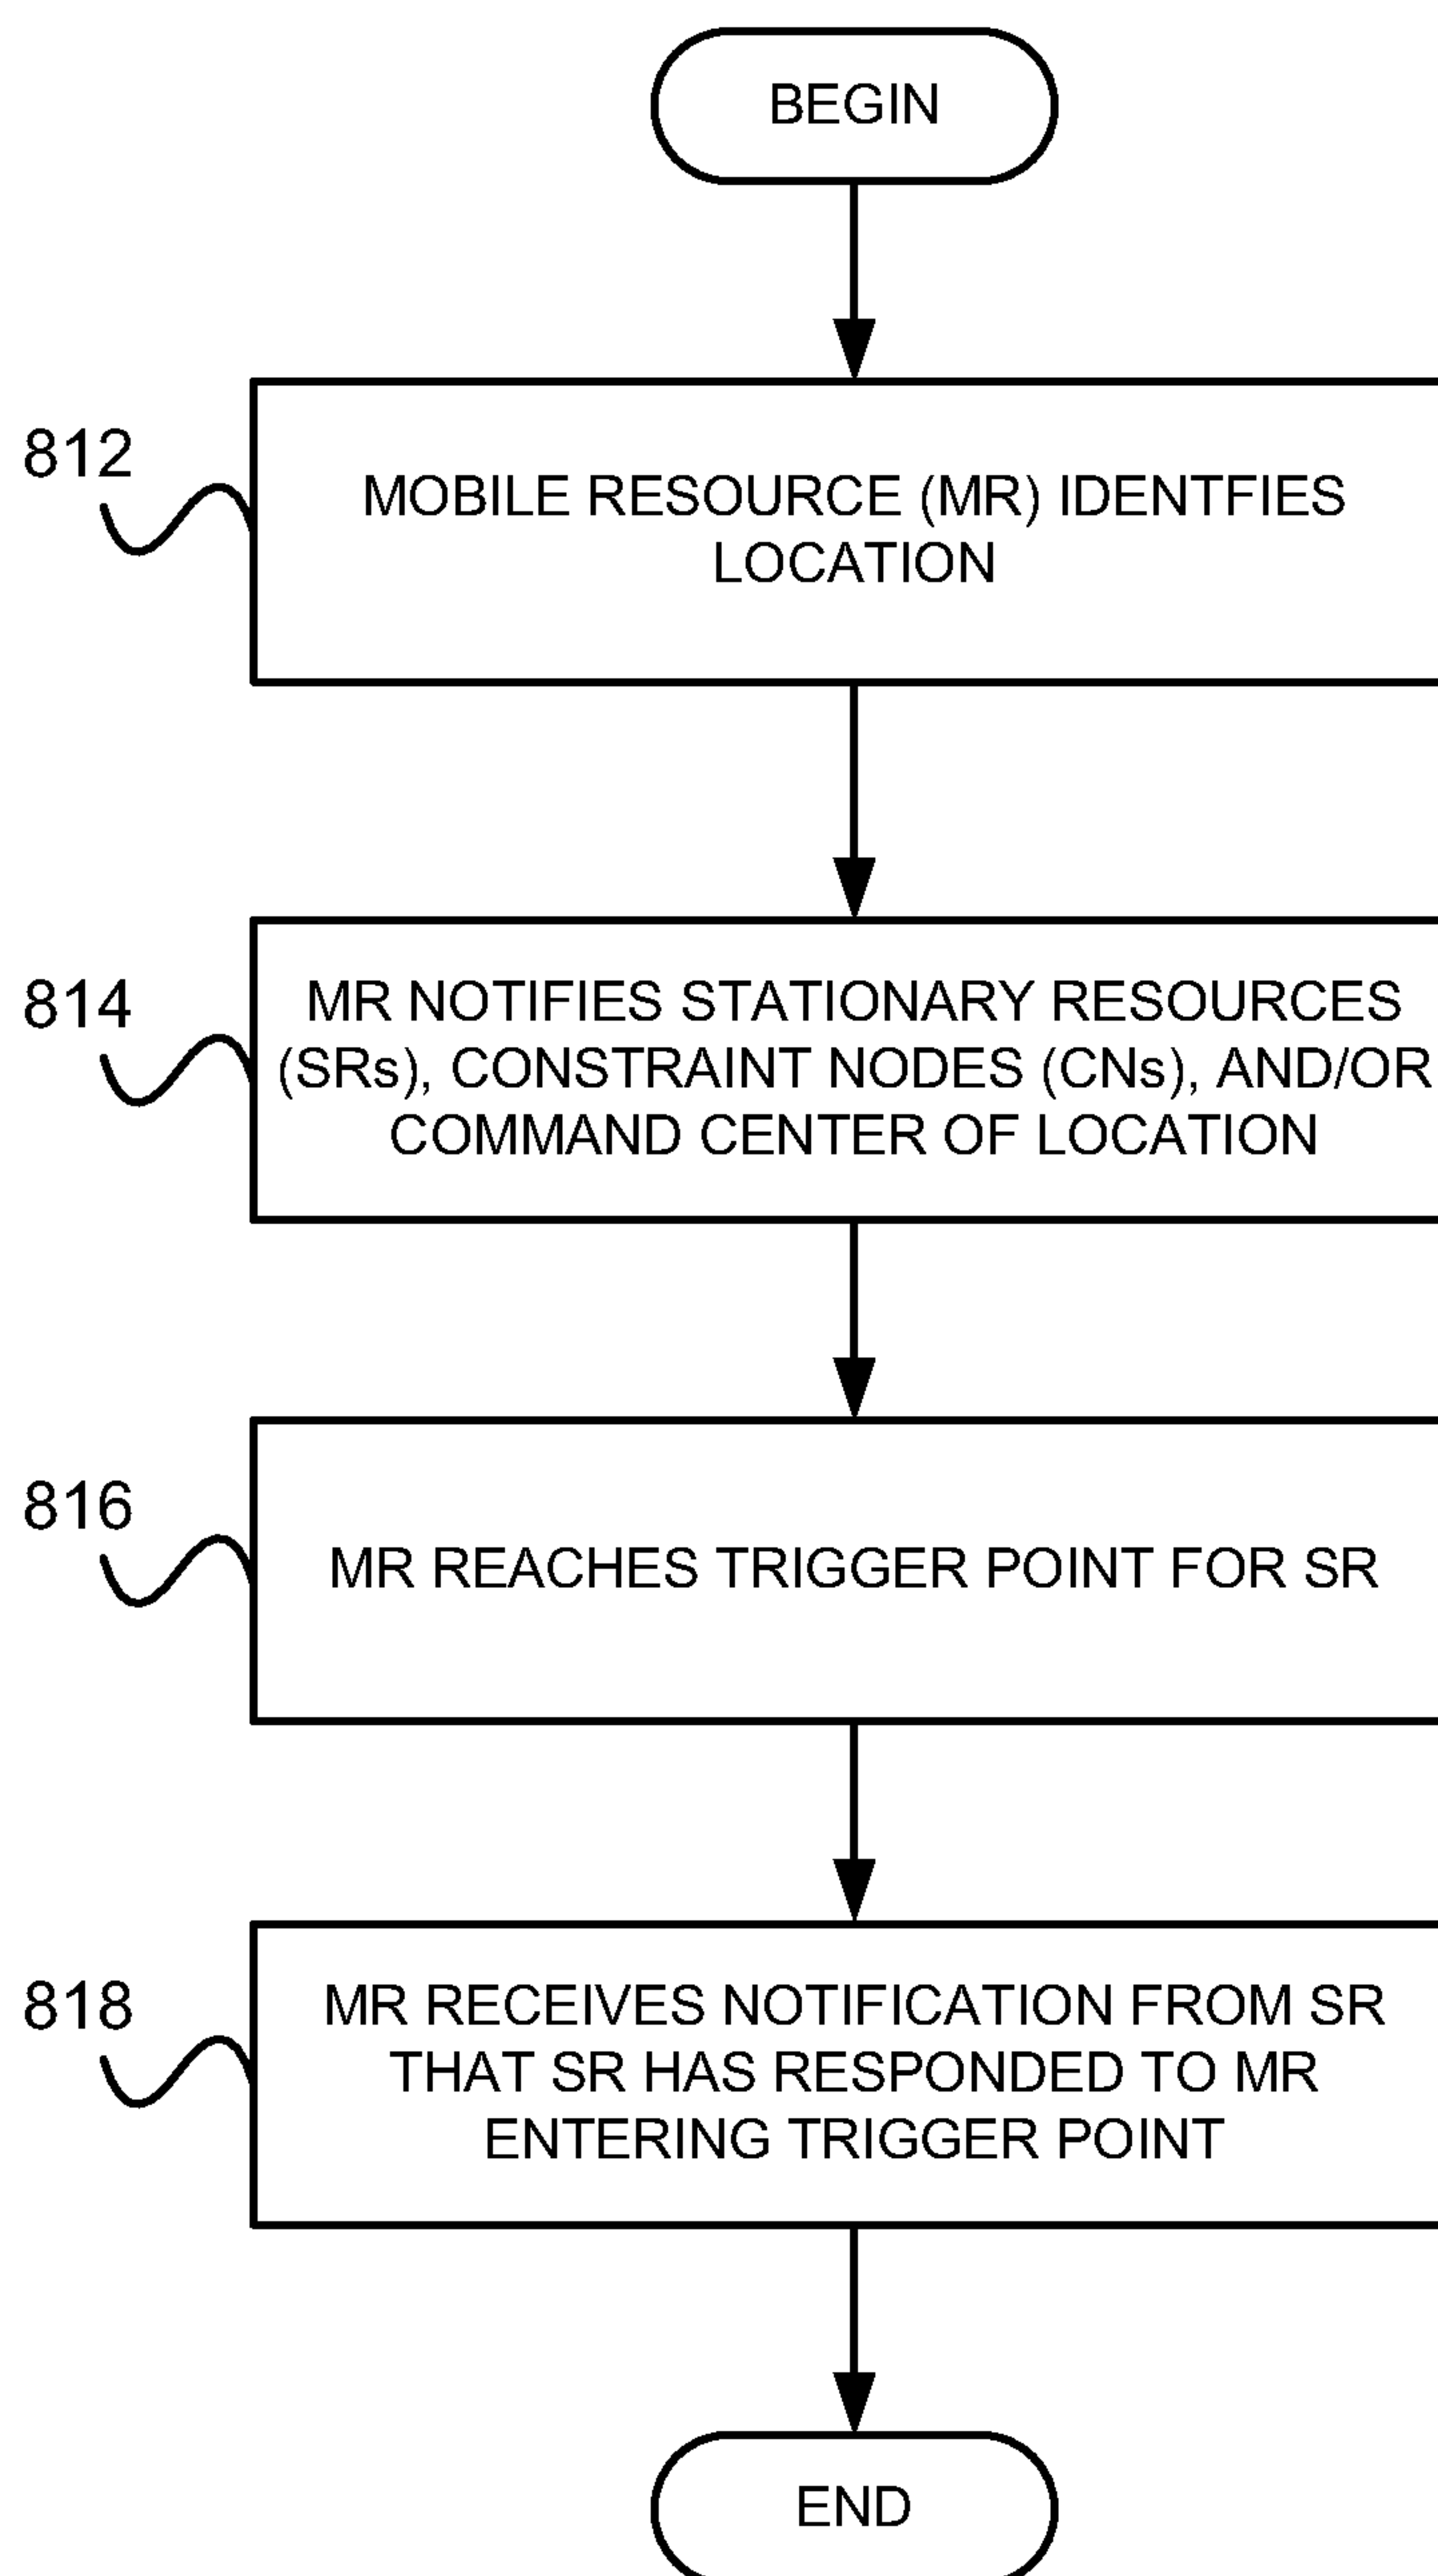 BEGIN
812
MOBILE RESOURCE (MR) IDENTFIES
LOCATION
814
MR NOTIFIES STATIONARY RESOURCES
(SRs), CONSTRAINT NODES (CNs), AND/OR
COMMAND CENTER OF LOCATION
816
MR REACHES TRIGGER POINT FOR SR
818
MR RECEIVES NOTIFICATION FROM SR
THAT SR HAS RESPONDED TO MR
ENTERING TRIGGER POINT
END